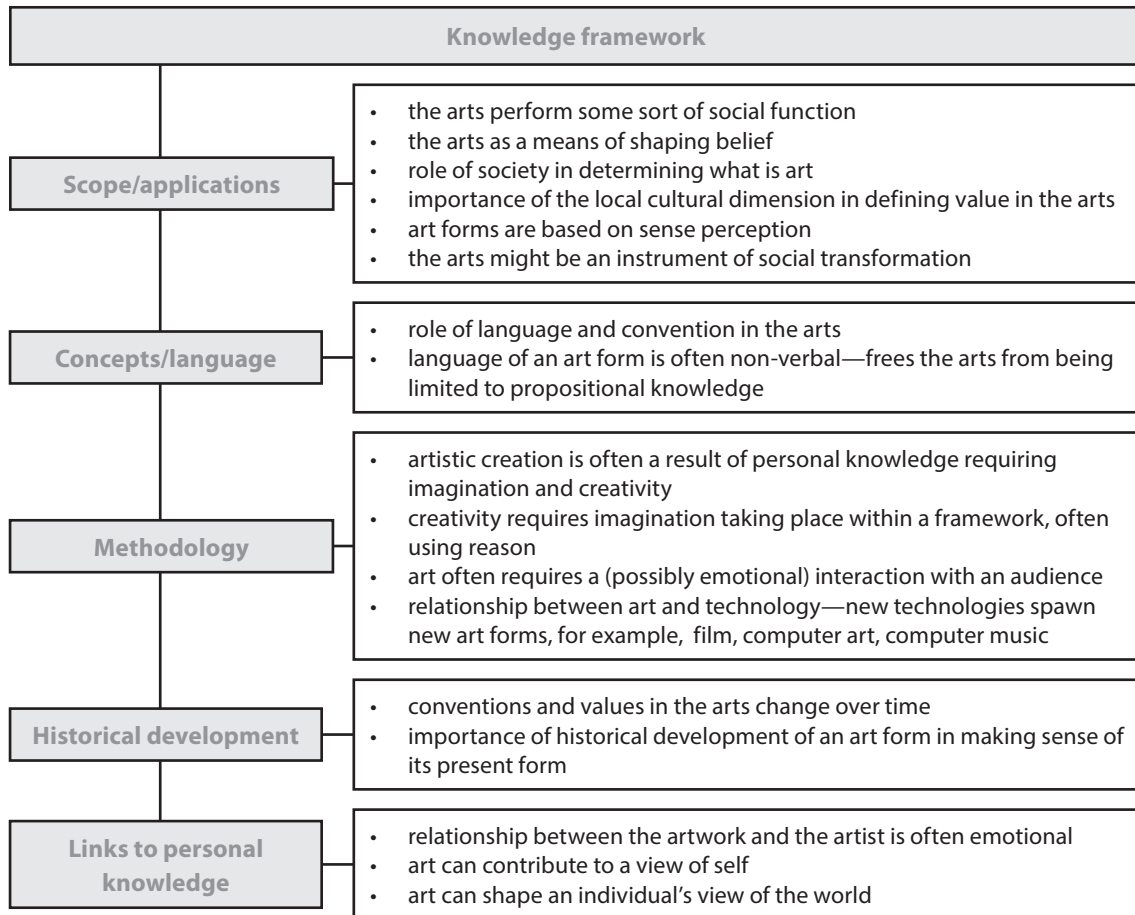 Knowledge framework
Scope/applications
• the arts perform some sort of social function
• the arts as a means of shaping belief
• role of society in determining what is art
• importance of the local cultural dimension in defining value in the arts
• art forms are based on sense perception
• the arts might be an instrument of social transformation
Concepts/language
• role of language and convention in the arts
• language of an art form is often non-verbal—frees the arts from being
limited to propositional knowledge
Methodology
• artistic creation is often a result of personal knowledge requiring
imagination and creativity
• creativity requires imagination taking place within a framework, often
using reason
• art often requires a (possibly emotional) interaction with an audience
• relationship between art and technology—new technologies spawn
new art forms, for example, film, computer art, computer music
Historical development
• conventions and values in the arts change over time
• importance of historical development of an art form in making sense of
its present form
Links to personal
knowledge
• relationship between the artwork and the artist is often emotional
• art can contribute to a view of self
• art can shape an individual’s view of the world